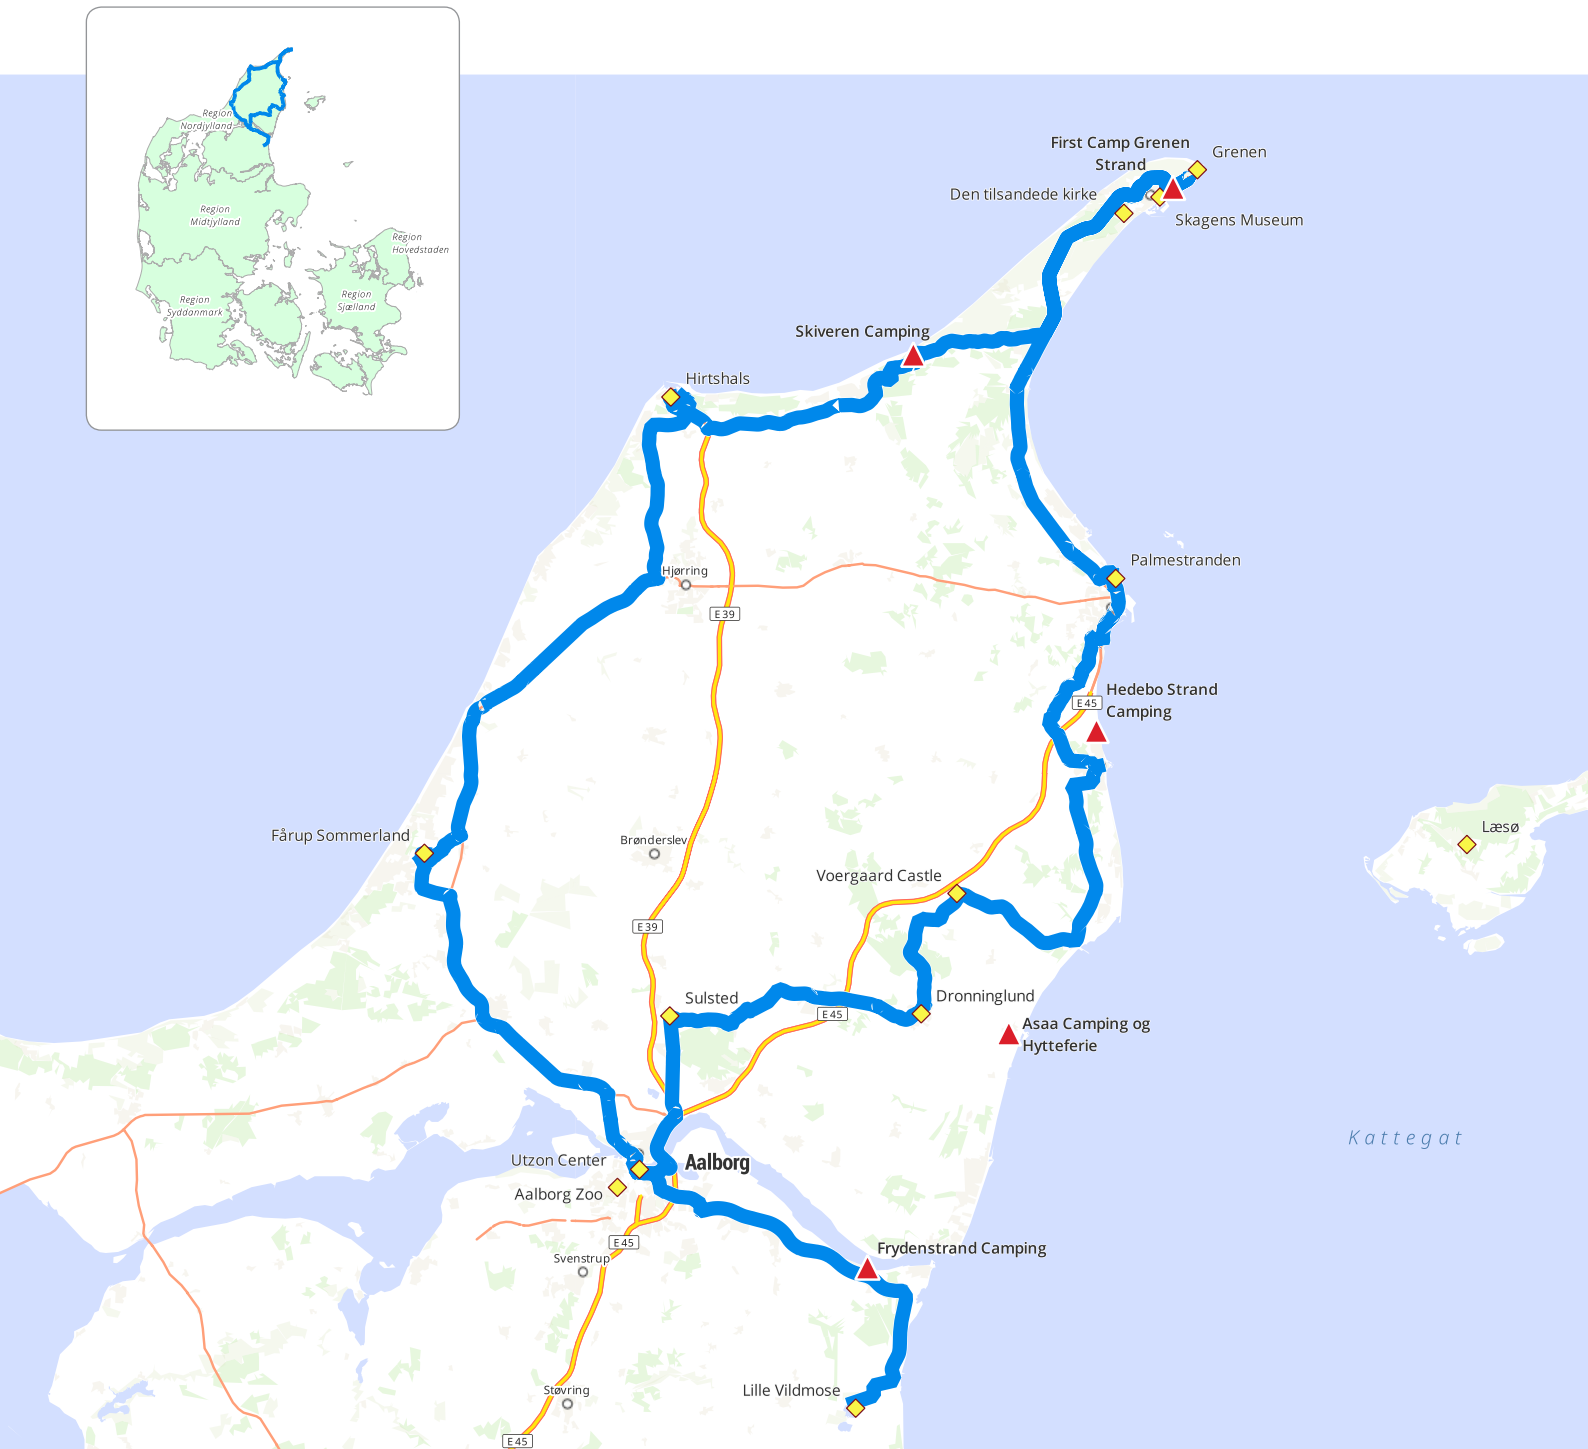 Region
Nordjylland
Region
Midtjylland
Region
Hovedstaden
Region
Syddanmark
Region
Sjælland
First Camp Grenen
Strand
Grenen
Den tilsandede kirke
Skagens Museum
Skiveren Camping
Hirtshals
Palmestranden
Hjørring
E 39
Hedebo Strand
Camping
E 45
Fårup Sommerland
Brønderslev
Læsø
Voergaard Castle
E 39
Sulsted
Dronninglund
E 45
Asaa Camping og
Hytteferie
Kattegat
Utzon Center
Aalborg
Aalborg Zoo
E 45
Frydenstrand Camping
Svenstrup
Støvring
Lille Vildmose
E 45